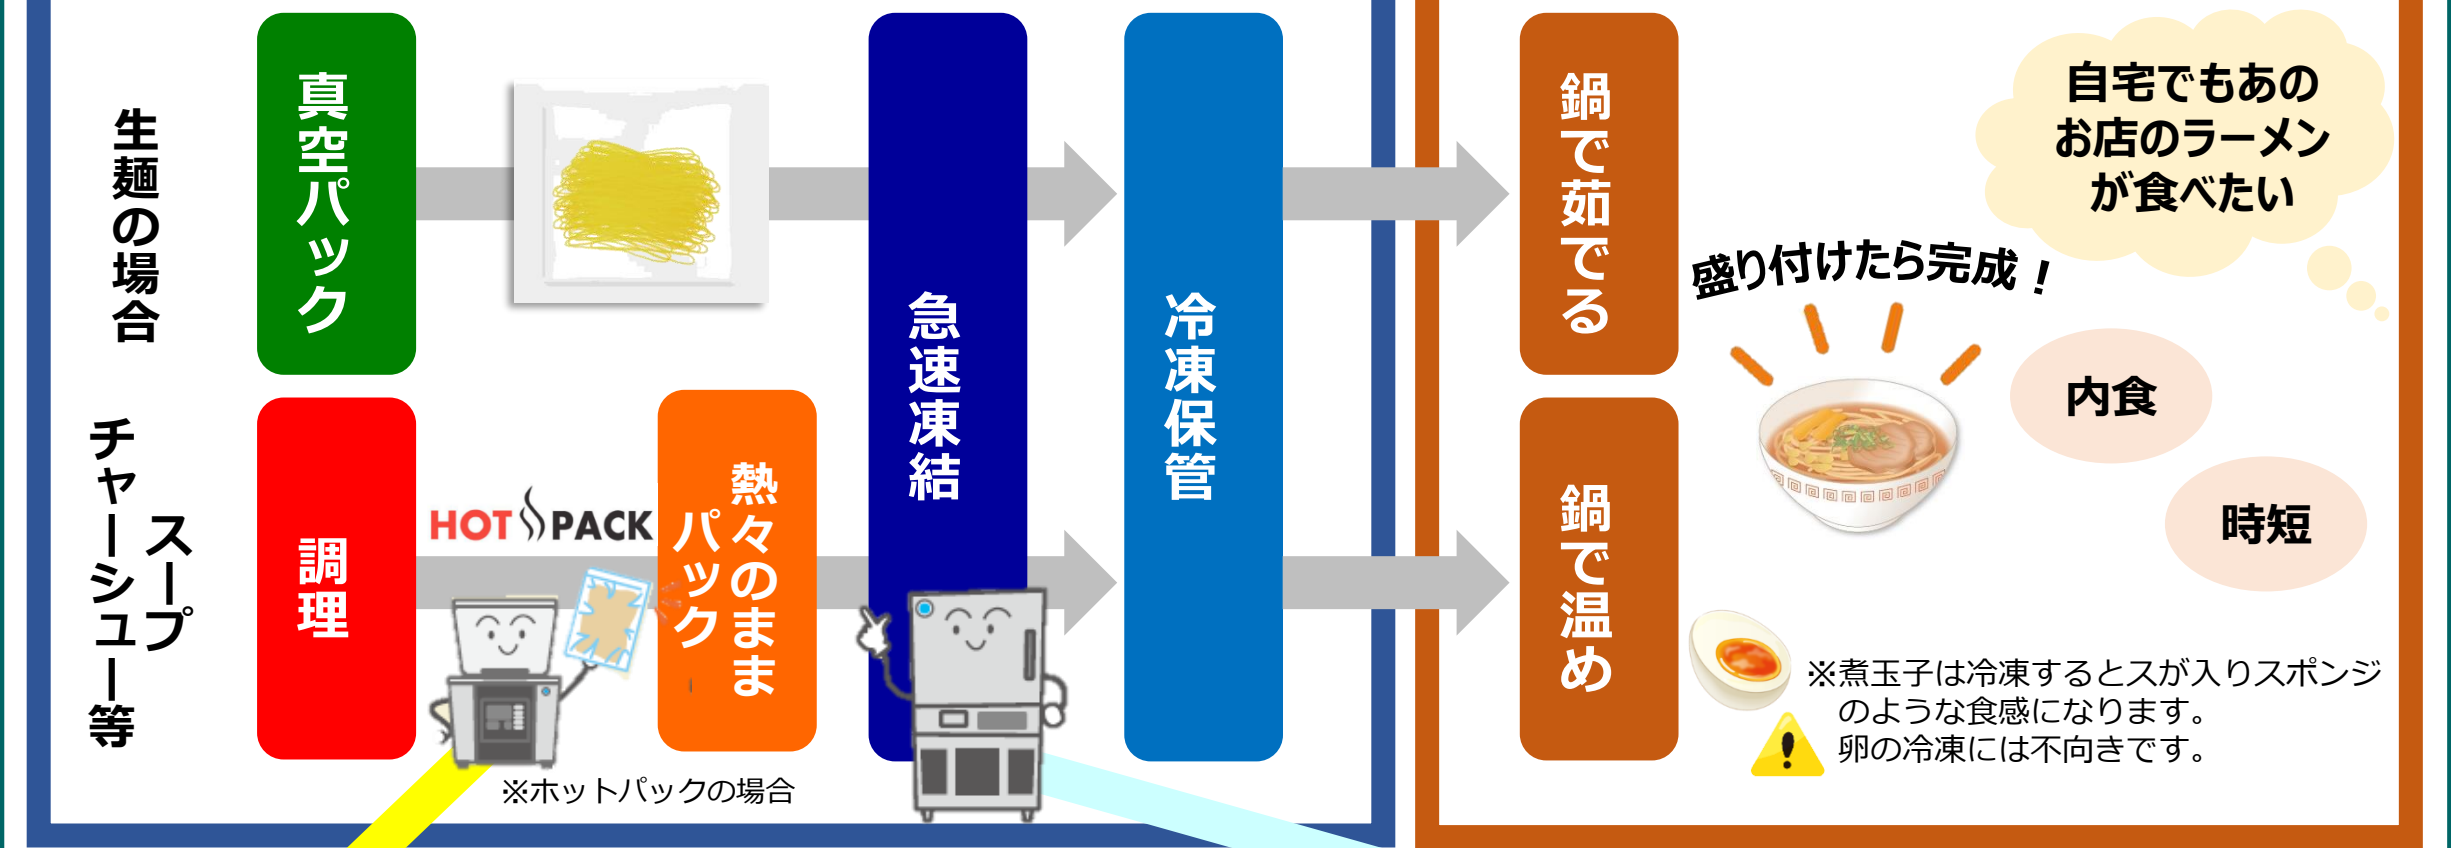 生麺の場合
真空パック
急速凍結
冷凍保管
鍋で茹でる
自宅でもあの
お店のラーメン
が食べたい
盛り付けたら完成！
内食
時短
スープ
チャーシュー等
調理
HOT PACK
熱々のまま
パック
※ホットパックの場合
鍋で温め
※煮玉子は冷凍するとスが入りスポンジ
のような食感になります。
卵の冷凍には不向きです。